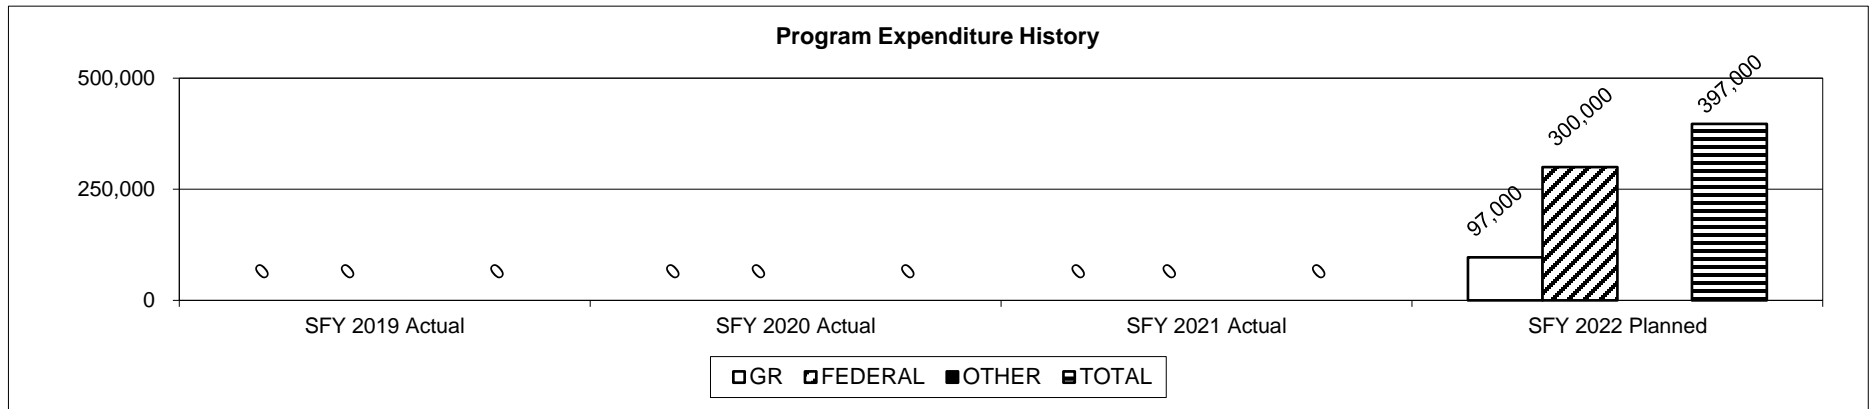 Program Expenditure History
500,000
250,000
0
0 0 0 0 0 0 0 0 0 97,000 300,000 397,000
SFY 2019 Actual SFY 2020 Actual SFY 2021 Actual SFY 2022 Planned
GR FEDERAL OTHER TOTAL